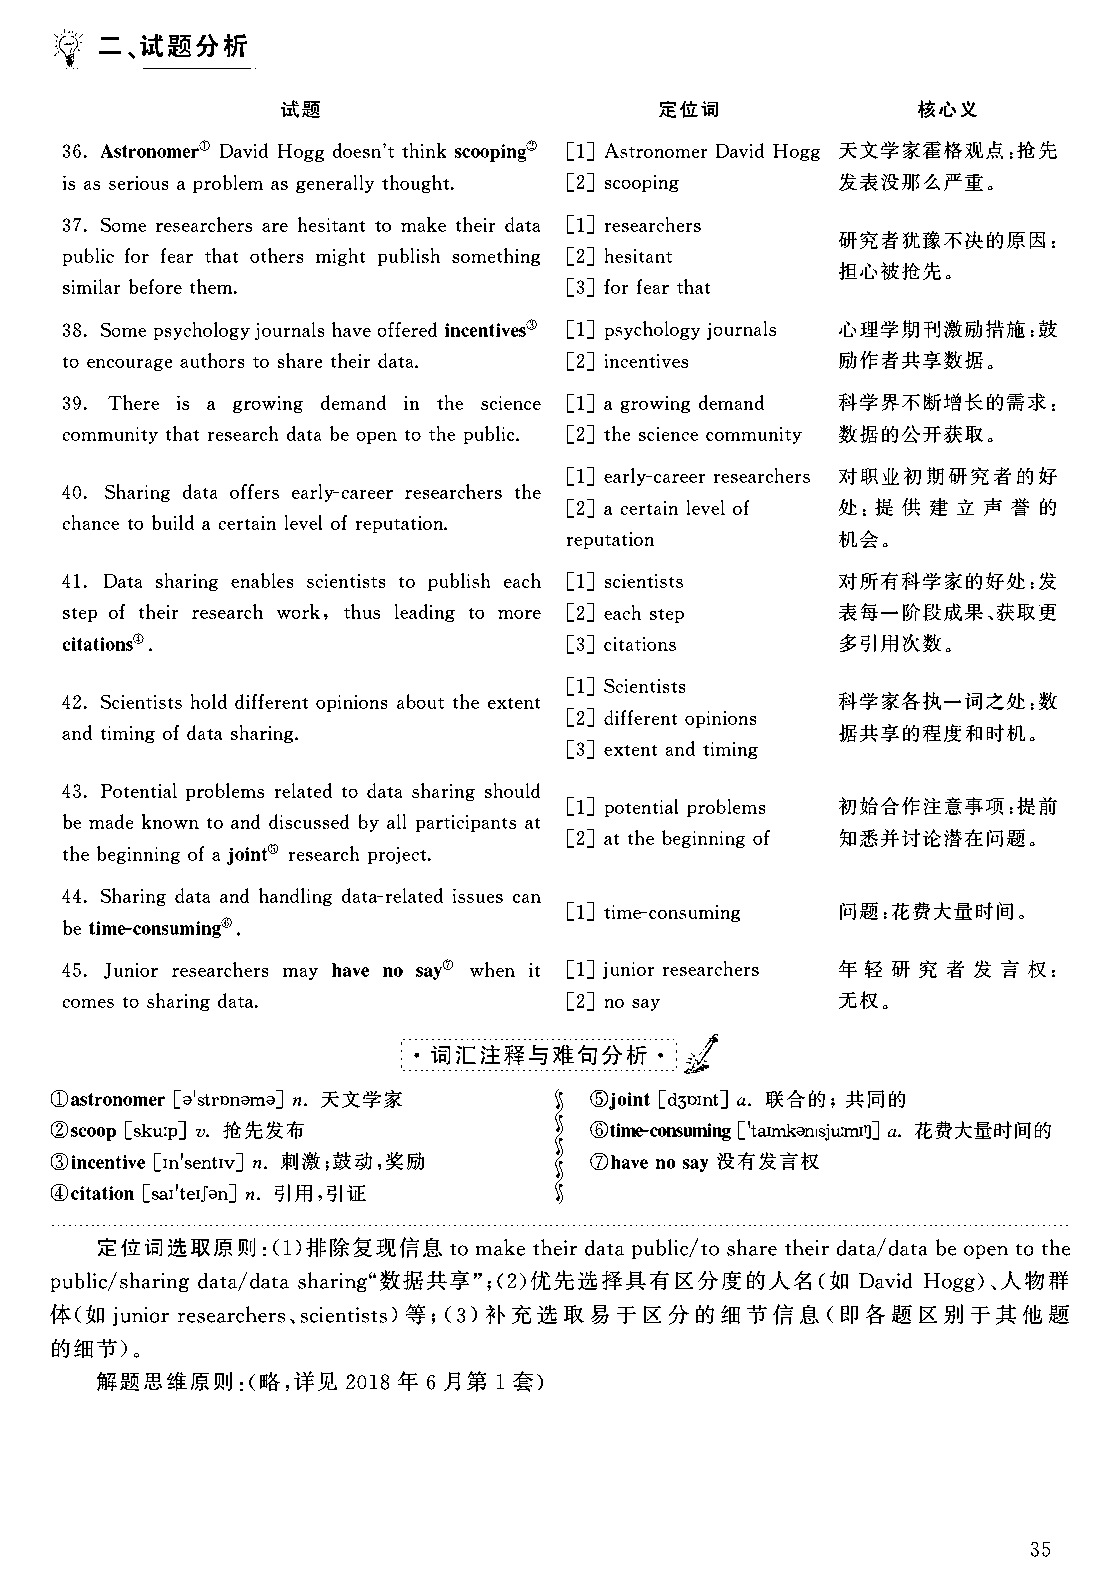 二、试题分析
试题 定位词 核心义
36. Astronomer① David Hogg doesn't think scooping②
is as serious a problem as generally thought.
[1] Astronomer David Hogg
[2] scooping
天文学家霍格观点:抢先
发表没那么严重。
37. Some researchers are hesitant to make their data
public for fear that others might publish something
similar before them.
[1] researchers
[2] hesitant
[3] for fear that
研究者犹豫不决的原因:
担心被抢先。
38. Some psychology journals have offered incentives③
to encourage authors to share their data.
[1] psychology journals
[2] incentives
心理学期刊激励措施:鼓
励作者共享数据。
39. There is a growing demand in the science
community that research data be open to the public.
[1] a growing demand
[2] the science community
科学界不断增长的需求:
数据的公开获取。
40. Sharing data offers early-career researchers the
chance to build a certain level of reputation.
[1] early-career researchers
[2] a certain level of
reputation
对职业初期研究者的好
处:提供建立声誉的
机会。
41. Data sharing enables scientists to publish each
step of their research work, thus leading to more
citations④.
[1] scientists
[2] each step
[3] citations
对所有科学家的好处:发
表每一阶段成果、获取更
多引用次数。
42. Scientists hold different opinions about the extent
and timing of data sharing.
[1] Scientists
[2] different opinions
[3] extent and timing
科学家各执一词之处:数
据共享的程度和时机。
43. Potential problems related to data sharing should
be made known to and discussed by all participants at
the beginning of a joint⑤ research project.
[1] potential problems
[2] at the beginning of
初始合作注意事项:提前
知悉并讨论潜在问题。
44. Sharing data and handling data-related issues can
be time-consuming⑥.
[1] time-consuming
问题:花费大量时间。
45. Junior researchers may have no say⑦ when it
comes to sharing data.
[1] junior researchers
[2] no say
年轻研究者发言权:
无权。
·词汇注释与难句分析·
①astronomer [ə'strɒnəmə] n. 天文学家
②scoop [skuːp] v. 抢先发布
③incentive [ɪn'sentɪv] n. 刺激;鼓动,奖励
④citation [saɪ'teɪʃən] n. 引用,引证
⑤joint [dʒɒɪnt] a. 联合的;共同的
⑥time-consuming ['taɪmkənɪsjuːmɪŋ] a. 花费大量时间的
⑦have no say 没有发言权
定位词选取原则:(1)排除复现信息 to make their data public/to share their data/data be open to the
public/sharing data/data sharing“数据共享”;(2)优先选择具有区分度的人名(如 David Hogg)、人物群
体(如 junior researchers、scientists)等;(3)补充选取易于区分的细节信息(即各题区别于其他题
的细节)。
解题思维原则:(略,详见 2018 年 6 月第 1 套)
35